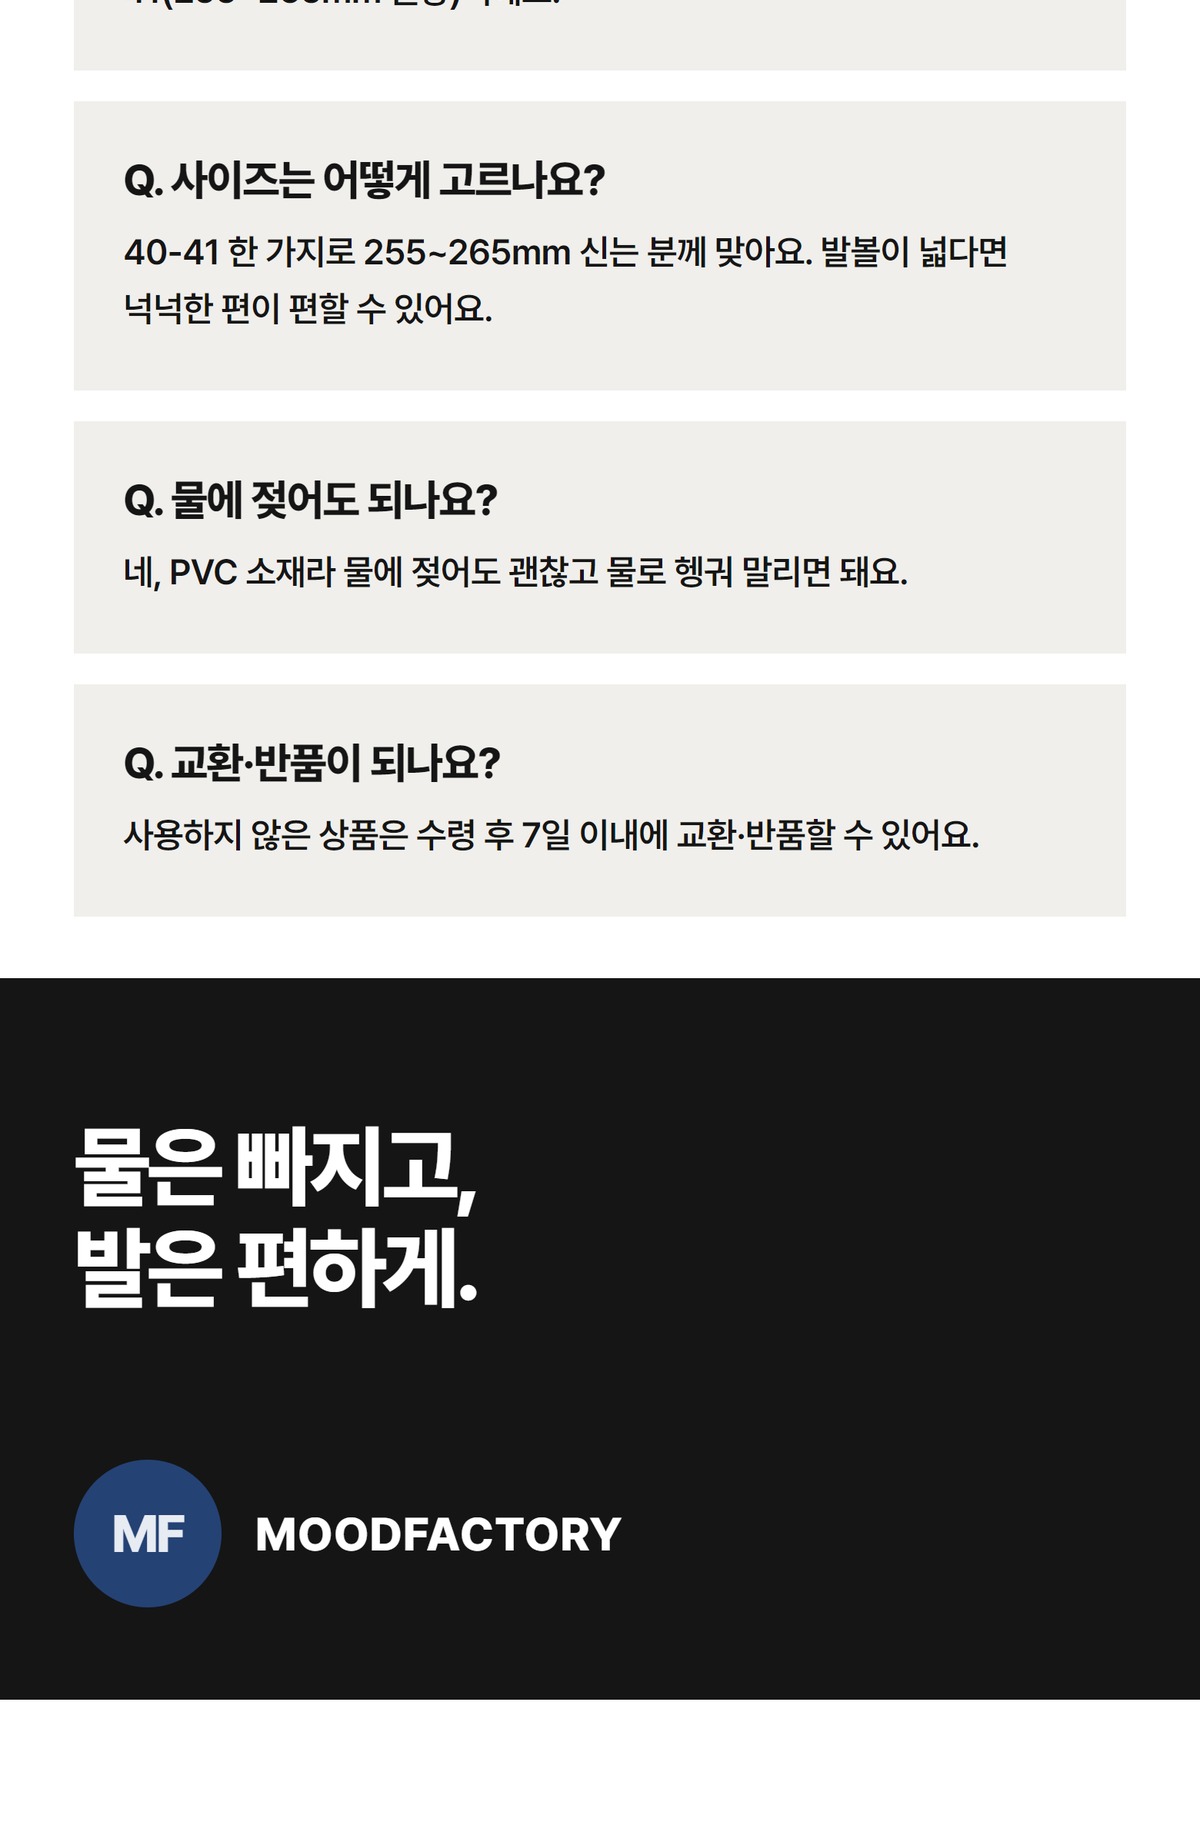 Q. 사이즈는 어떻게 고르나요?
40-41 한 가지로 255~265mm 신는 분께 맞아요. 발볼이 넓다면
넉넉한 편이 편할 수 있어요.
Q. 물에 젖어도 되나요?
네, PVC 소재라 물에 젖어도 괜찮고 물로 헹궈 말리면 돼요.
Q. 교환·반품이 되나요?
사용하지 않은 상품은 수령 후 7일 이내에 교환·반품할 수 있어요.
물은 빠지고,
발은 편하게.
MF
MOODFACTORY